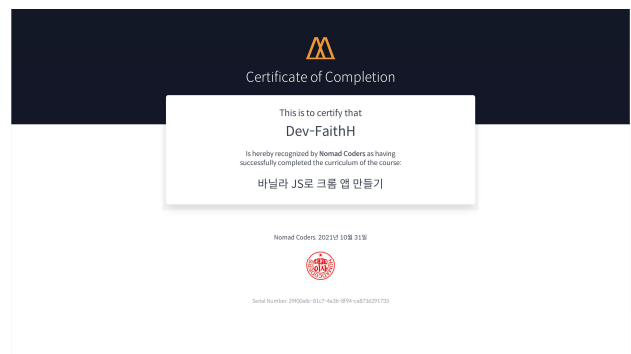 Certificate of Completion
This is to certify that
Dev-FaithH
Is hereby recognized by Nomad Coders as having
successfully completed the curriculum of the course:
바닐라 JS로 크롬 앱 만들기
Nomad Coders. 2021년 10월 31일
Serial Number: